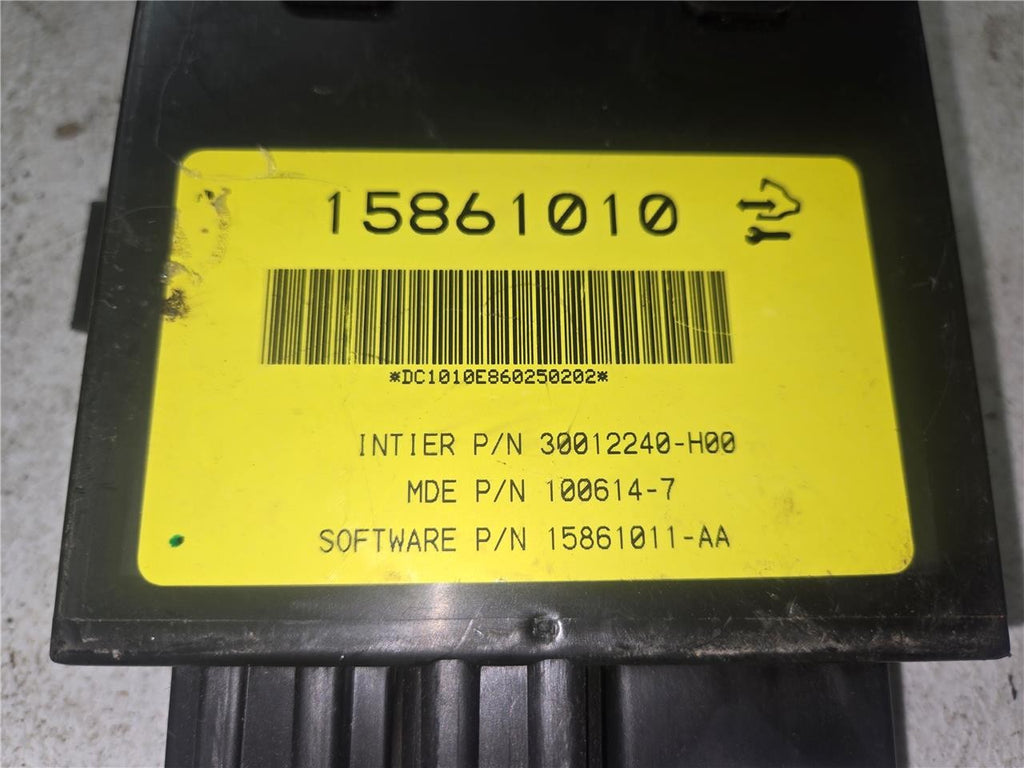 15861010
*DC1010E860250202*
INTIER P/N 30012240-H00
MDE P/N 100614-7
SOFTWARE P/N 15861011-AA